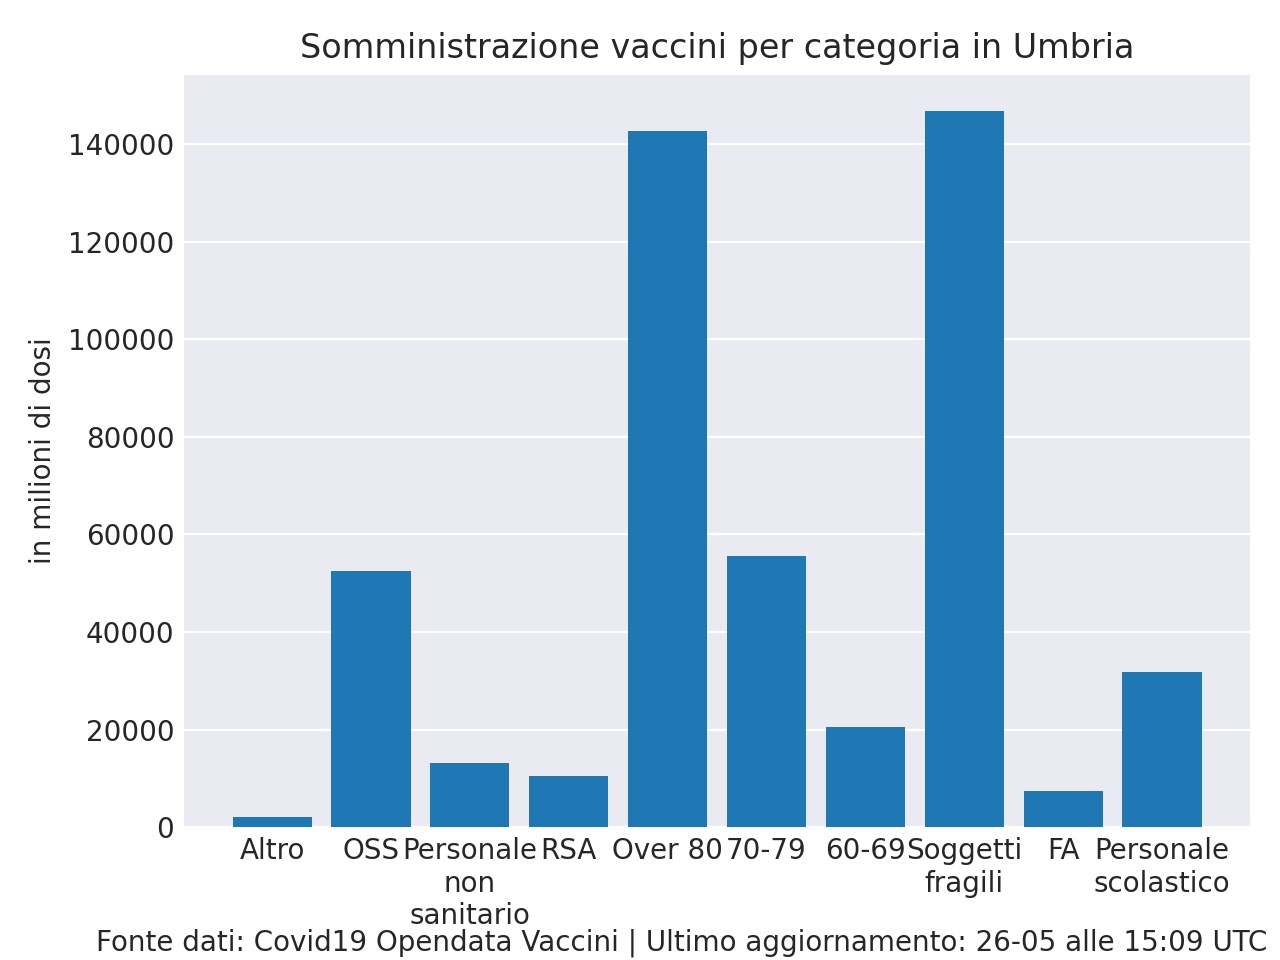 Somministrazione vaccini per categoria in Umbria
in milioni di dosi
140000
120000
100000
80000
60000
40000
20000
0
Altro
OSS
Personale
non
sanitario
RSA
Over 80
70-79
60-69
Soggetti
fragili
FA
Personale
scolastico
Fonte dati: Covid19 Opendata Vaccini | Ultimo aggiornamento: 26-05 alle 15:09 UTC